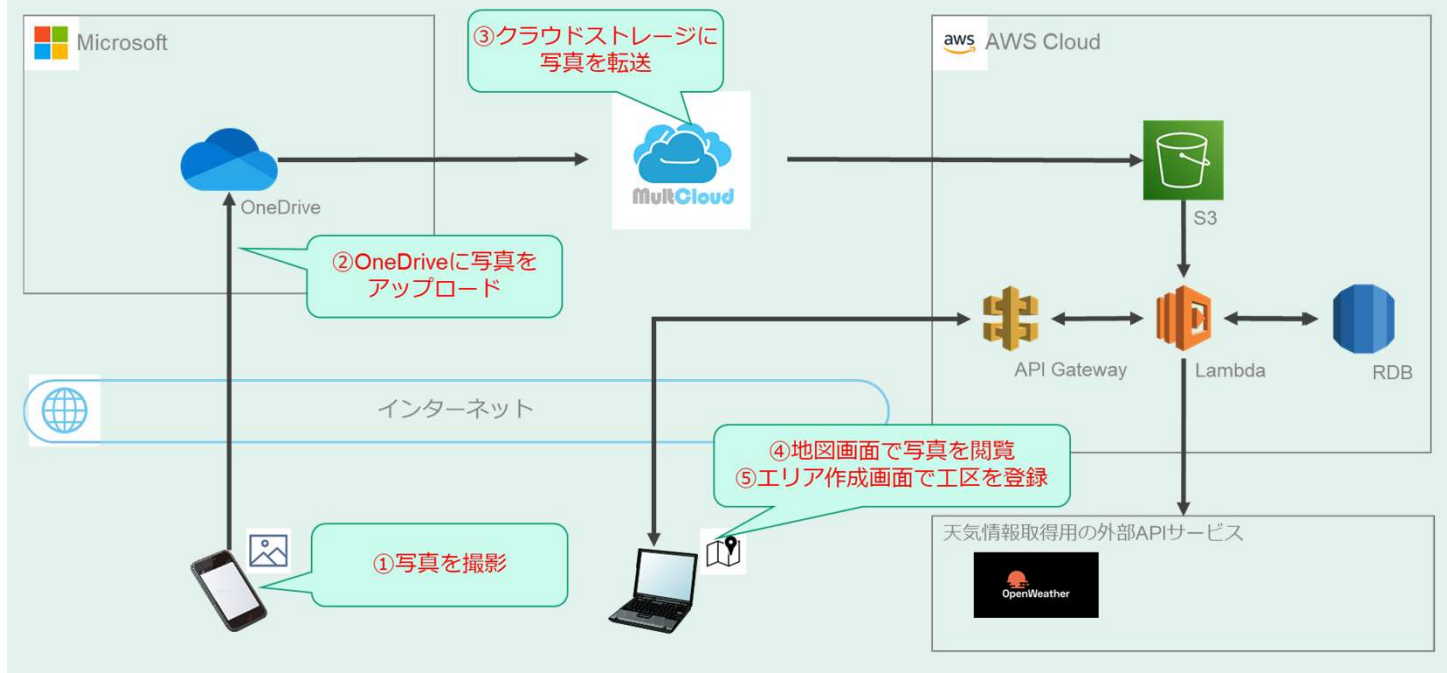 Microsoft
③クラウドストレージに
写真を転送
aws AWS Cloud
OneDrive
MultCloud
S3
②OneDriveに写真を
アップロード
API Gateway
Lambda
RDB
インターネット
④地図画面で写真を閲覧
⑤エリア作成画面で工区を登録
①写真を撮影
天気情報取得用の外部APIサービス
OpenWeather